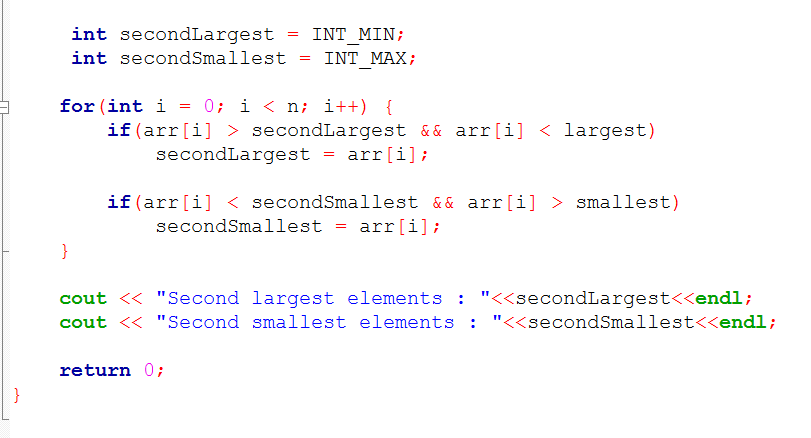 int secondLargest = INT_MIN;
int secondSmallest = INT_MAX;
for(int i = 0; i < n; i++) {
if(arr[i] > secondLargest && arr[i] < largest)
secondLargest = arr[i];
if(arr[i] < secondSmallest && arr[i] > smallest)
secondSmallest = arr[i];
}
cout << "Second largest elements : "<<secondLargest<<endl;
cout << "Second smallest elements : "<<secondSmallest<<endl;
return 0;
}